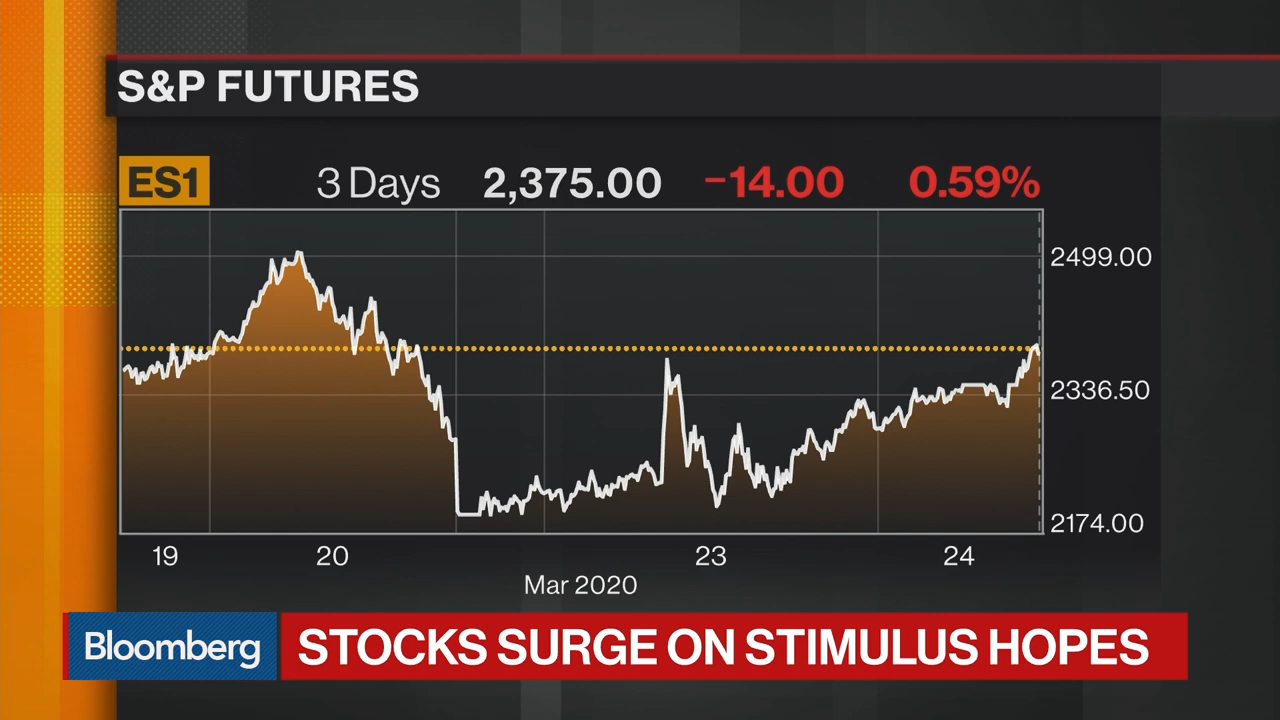 S&P FUTURES
ES1 3 Days 2,375.00 −14.00 0.59%
2499.00
2336.50
2174.00
19 20 23 24
Mar 2020
Bloomberg STOCKS SURGE ON STIMULUS HOPES